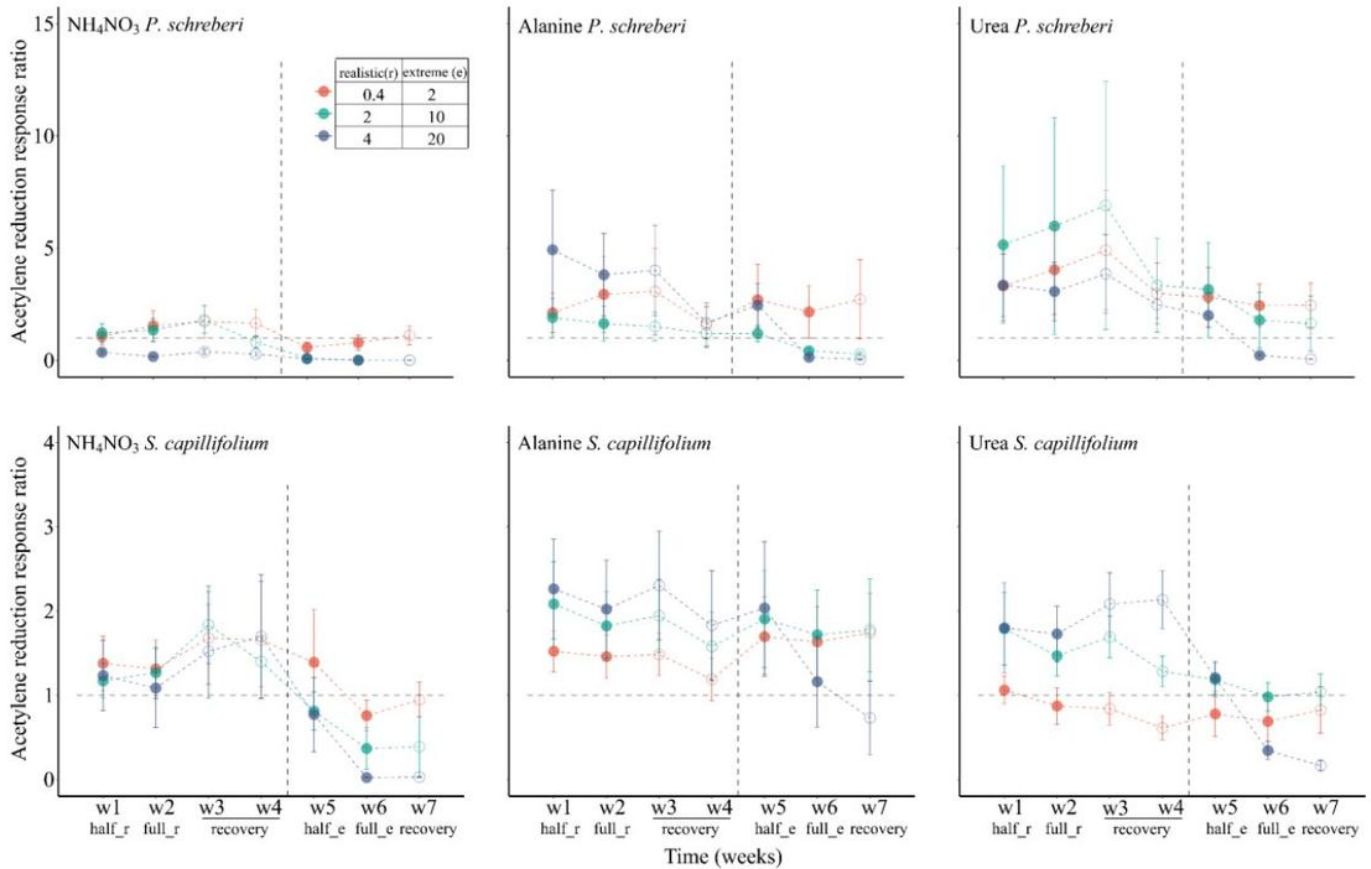 NH₄NO₃ P. schreberi
Alanine P. schreberi
Urea P. schreberi
realistic(r) extreme (e)
0.4 2
2 10
4 20
15
10
5
0
Acetylene reduction response ratio
NH₄NO₃ S. capillifolium
Alanine S. capillifolium
Urea S. capillifolium
4
3
2
1
0
Acetylene reduction response ratio
w1 w2 w3 w4 w5 w6 w7
half_r full_r recovery half_e full_e recovery
w1 w2 w3 w4 w5 w6 w7
half_r full_r recovery half_e full_e recovery
w1 w2 w3 w4 w5 w6 w7
half_r full_r recovery half_e full_e recovery
Time (weeks)